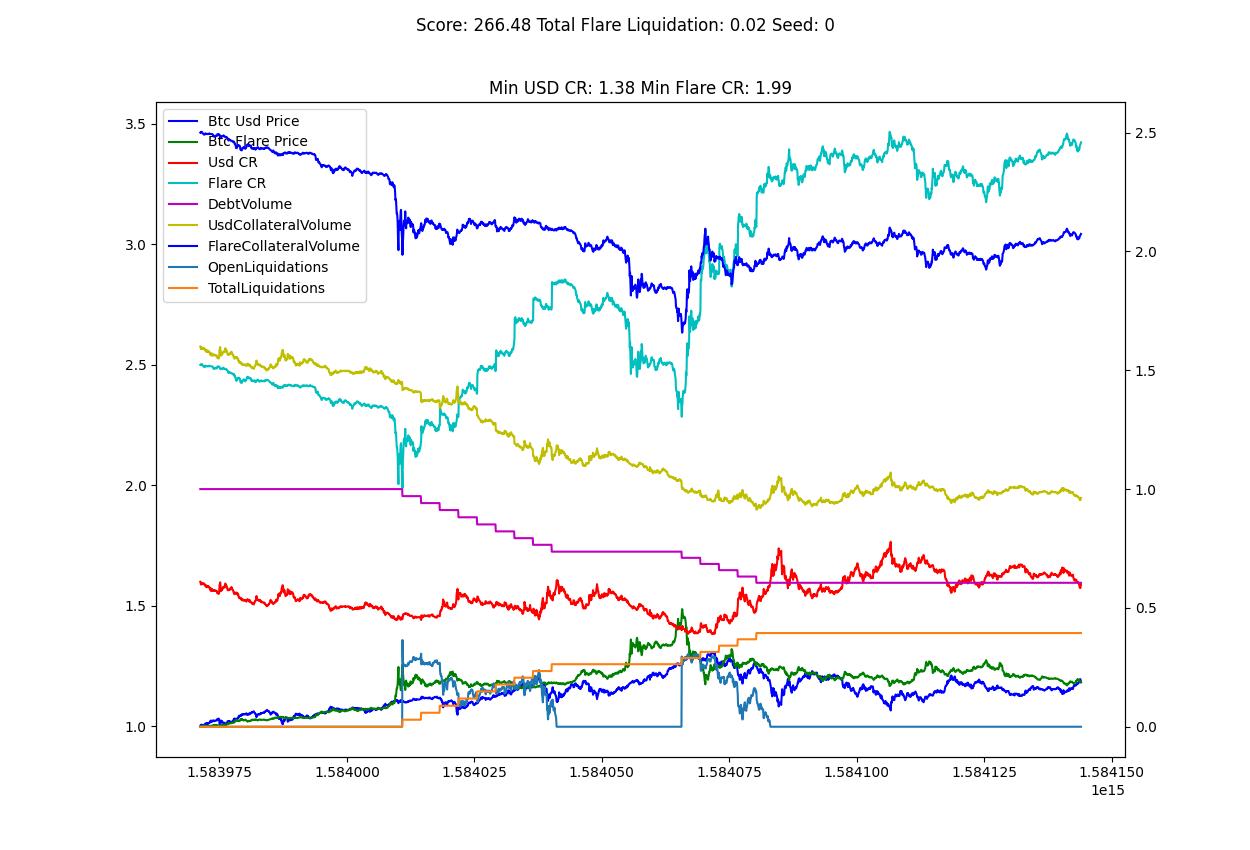 Score: 266.48 Total Flare Liquidation: 0.02 Seed: 0
Min USD CR: 1.38 Min Flare CR: 1.99
Btc Usd Price
Btc Flare Price
Usd CR
Flare CR
DebtVolume
UsdCollateralVolume
FlareCollateralVolume
OpenLiquidations
TotalLiquidations
3.5
3.0
2.5
2.0
1.5
1.0
2.5
2.0
1.5
1.0
0.5
0.0
1.583975 1.584000 1.584025 1.584050 1.584075 1.584100 1.584125 1.584150
1e15